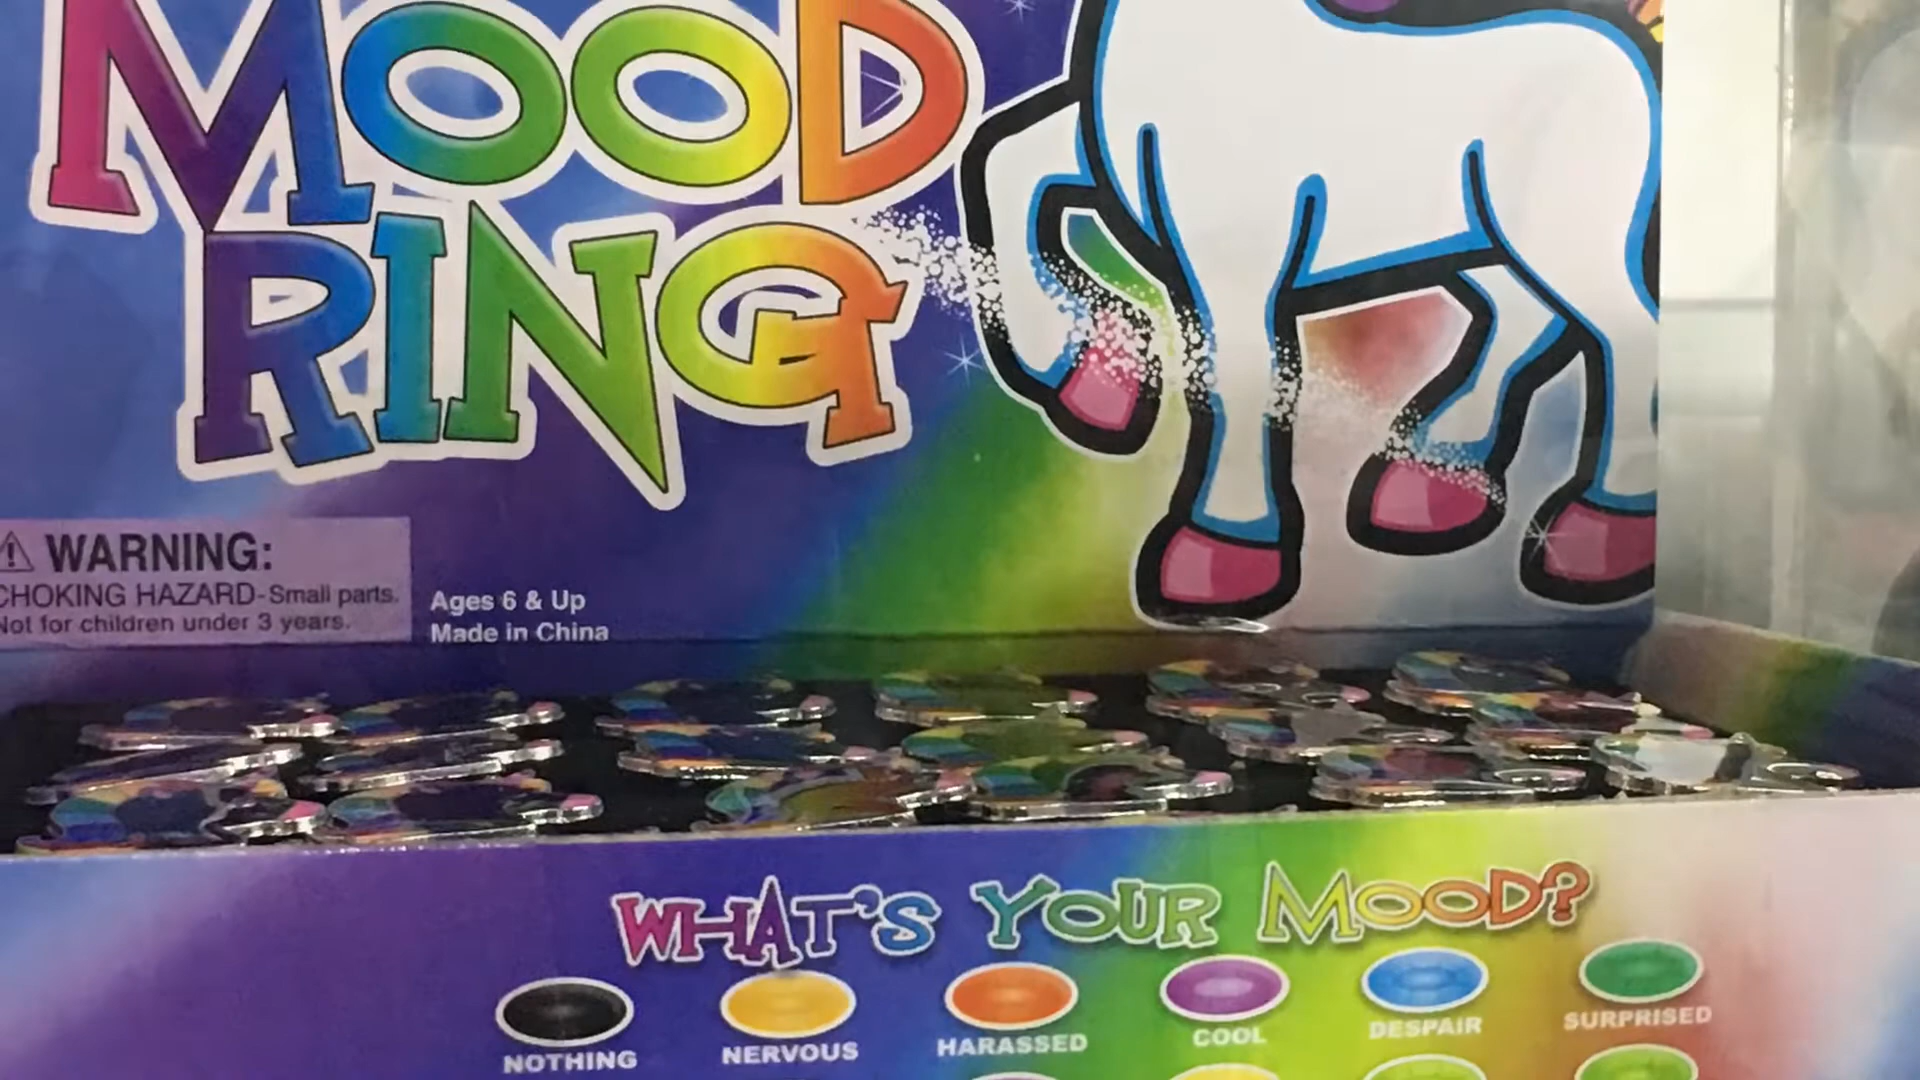 MOOD
RING
WARNING:
CHOKING HAZARD-Small parts.
Not for children under 3 years.
Ages 6 & Up
Made in China
WHAT'S YOUR MOOD?
NOTHING
NERVOUS
HARASSED
COOL
DESPAIR
SURPRISED